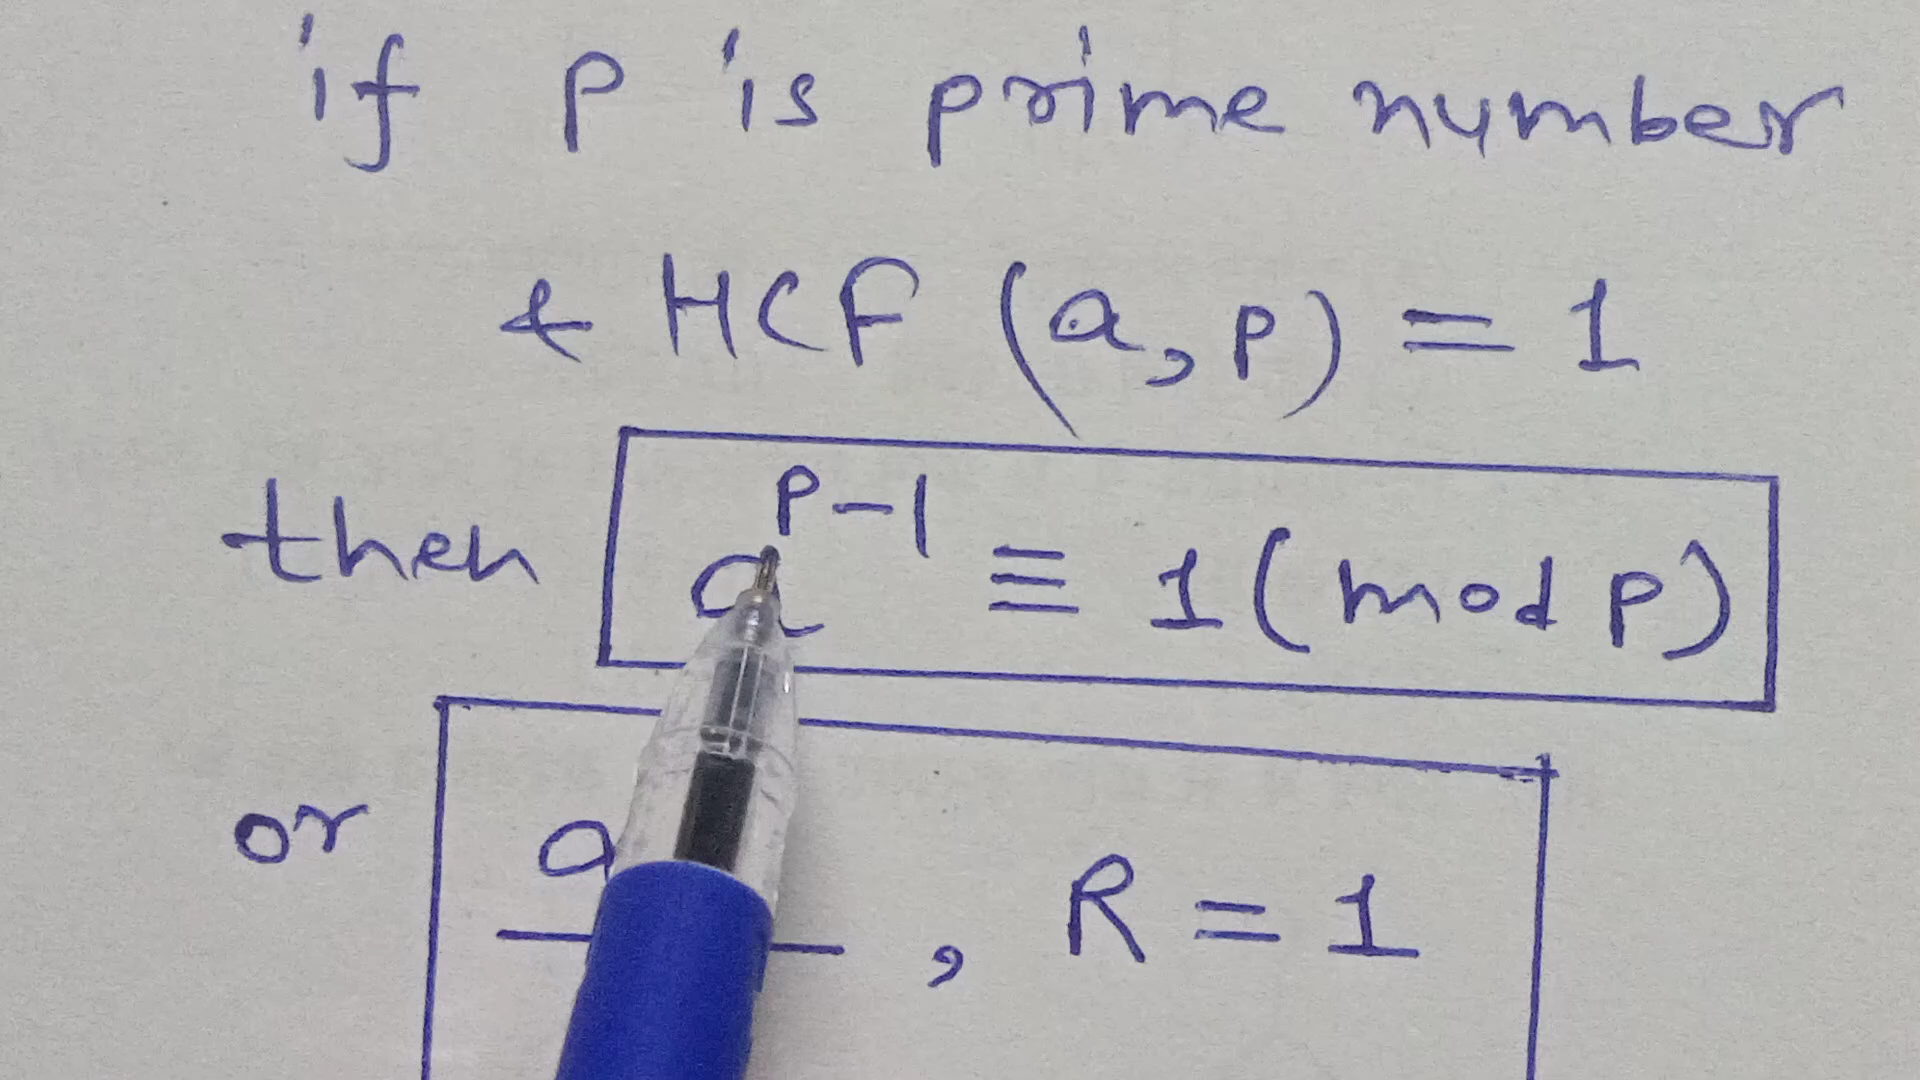 if P is prime number
& HCF (a, P) = 1
then a^{P-1} ≡ 1 (mod P)
or a , R = 1